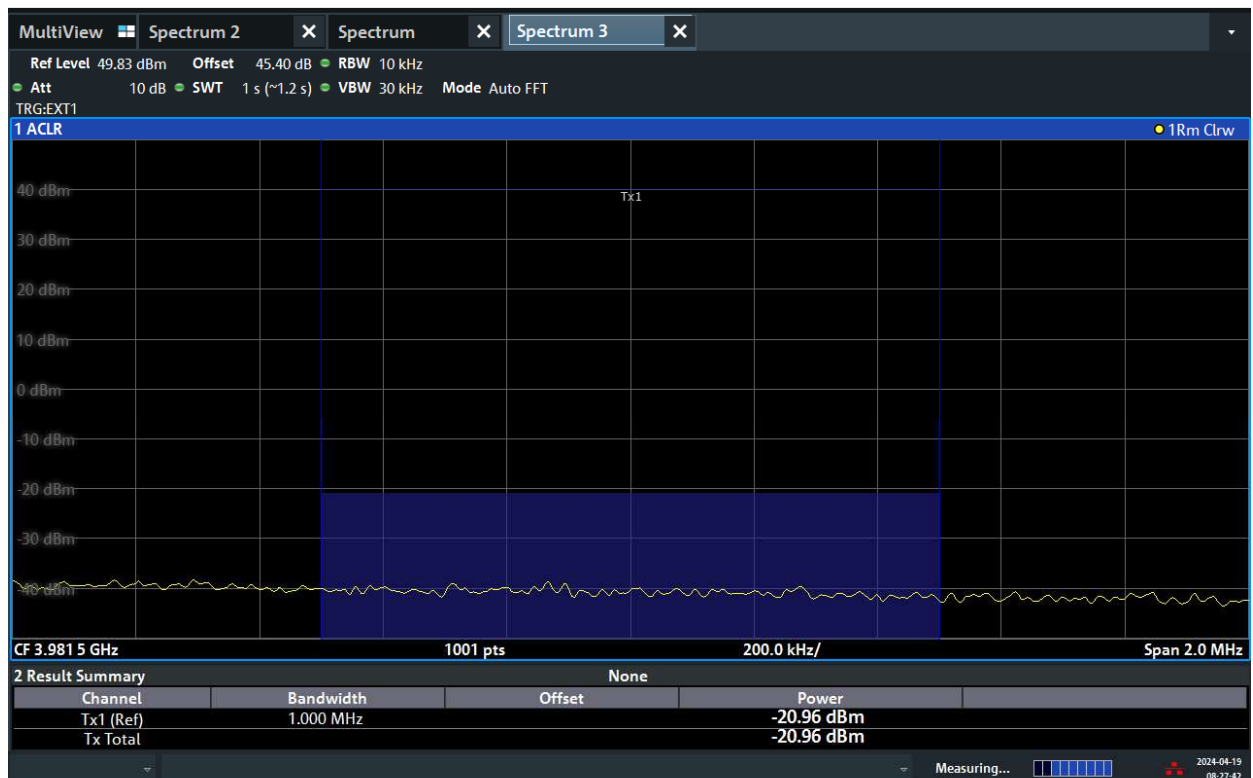 MultiView Spectrum 2 Spectrum Spectrum 3
Ref Level 49.83 dBm Offset 45.40 dB RBW 10 kHz
Att 10 dB SWT 1 s (~1.2 s) VBW 30 kHz Mode Auto FFT
TRG:EXT1
1 ACLR 1Rm Clrw
40 dBm
Tx1
30 dBm
20 dBm
10 dBm
0 dBm
-10 dBm
-20 dBm
-30 dBm
-40 dBm
CF 3.9815 GHz 1001 pts 200.0 kHz/ Span 2.0 MHz
2 Result Summary None
Channel Bandwidth Offset Power
Tx1 (Ref) 1.000 MHz -20.96 dBm
Tx Total -20.96 dBm
Measuring... 2024-04-19
08:27:42